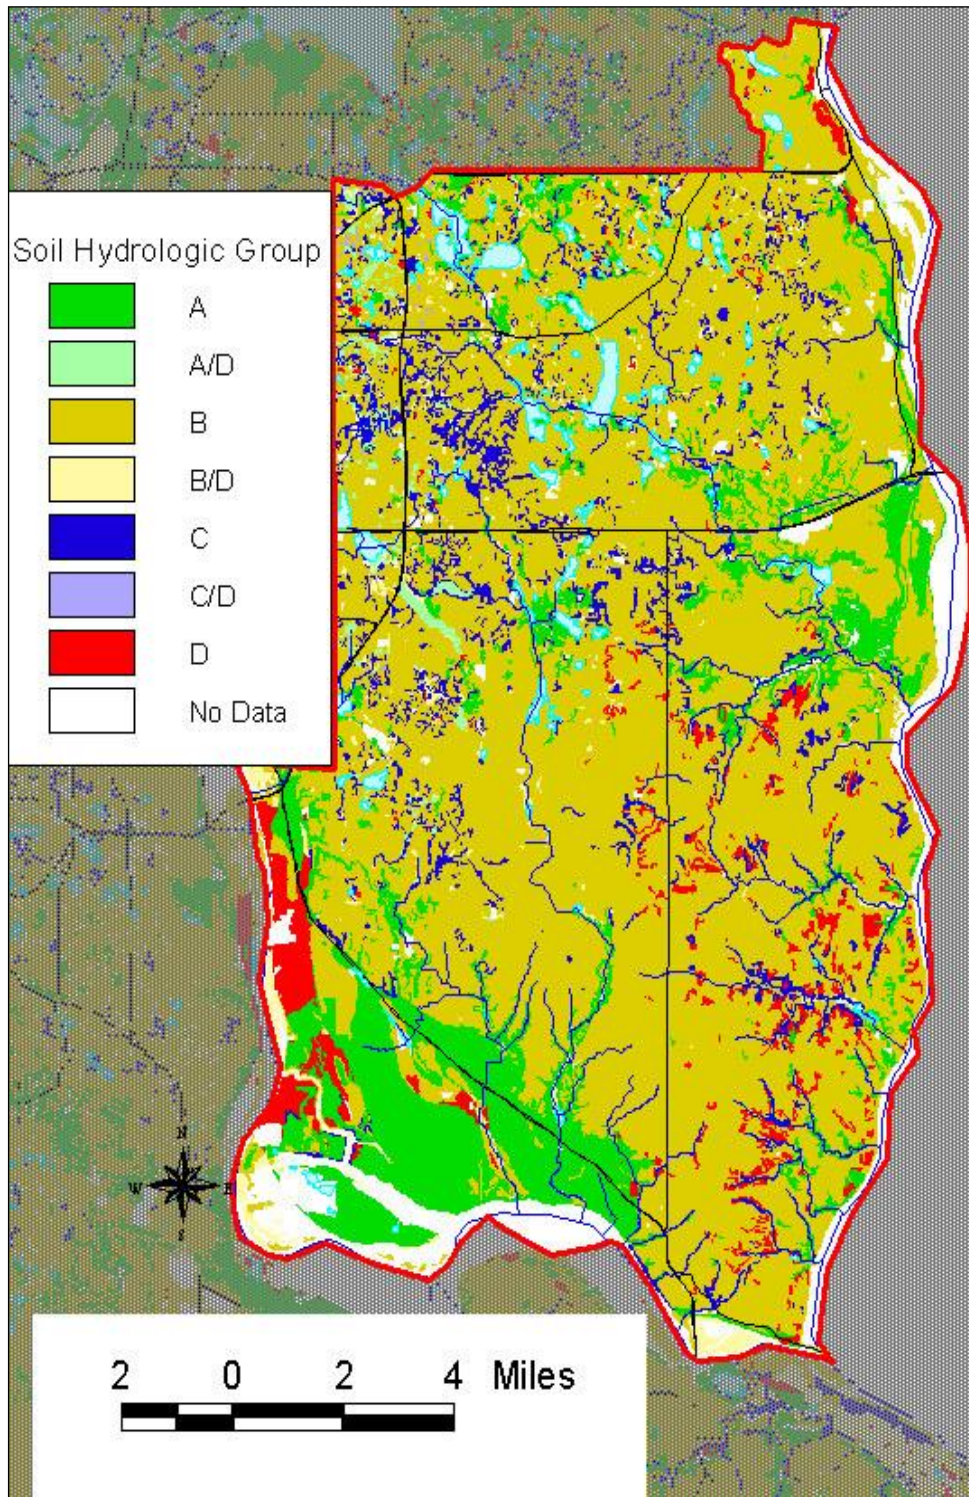 Soil Hydrologic Group
A
A/D
B
B/D
C
C/D
D
No Data
N
W E
S
2 0 2 4 Miles